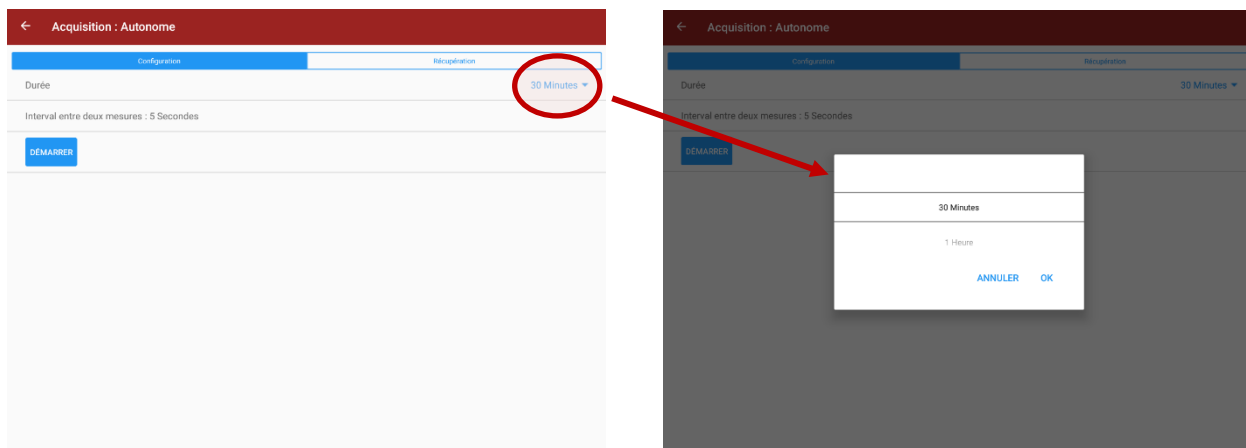 Acquisition : Autonome
Configuration
Récupération
Durée
30 Minutes
Interval entre deux mesures : 5 Secondes
DÉMARRER
Acquisition : Autonome
Configuration
Récupération
Durée
30 Minutes
Interval entre deux mesures : 5 Secondes
DÉMARRER
30 Minutes
1 Heure
ANNULER OK